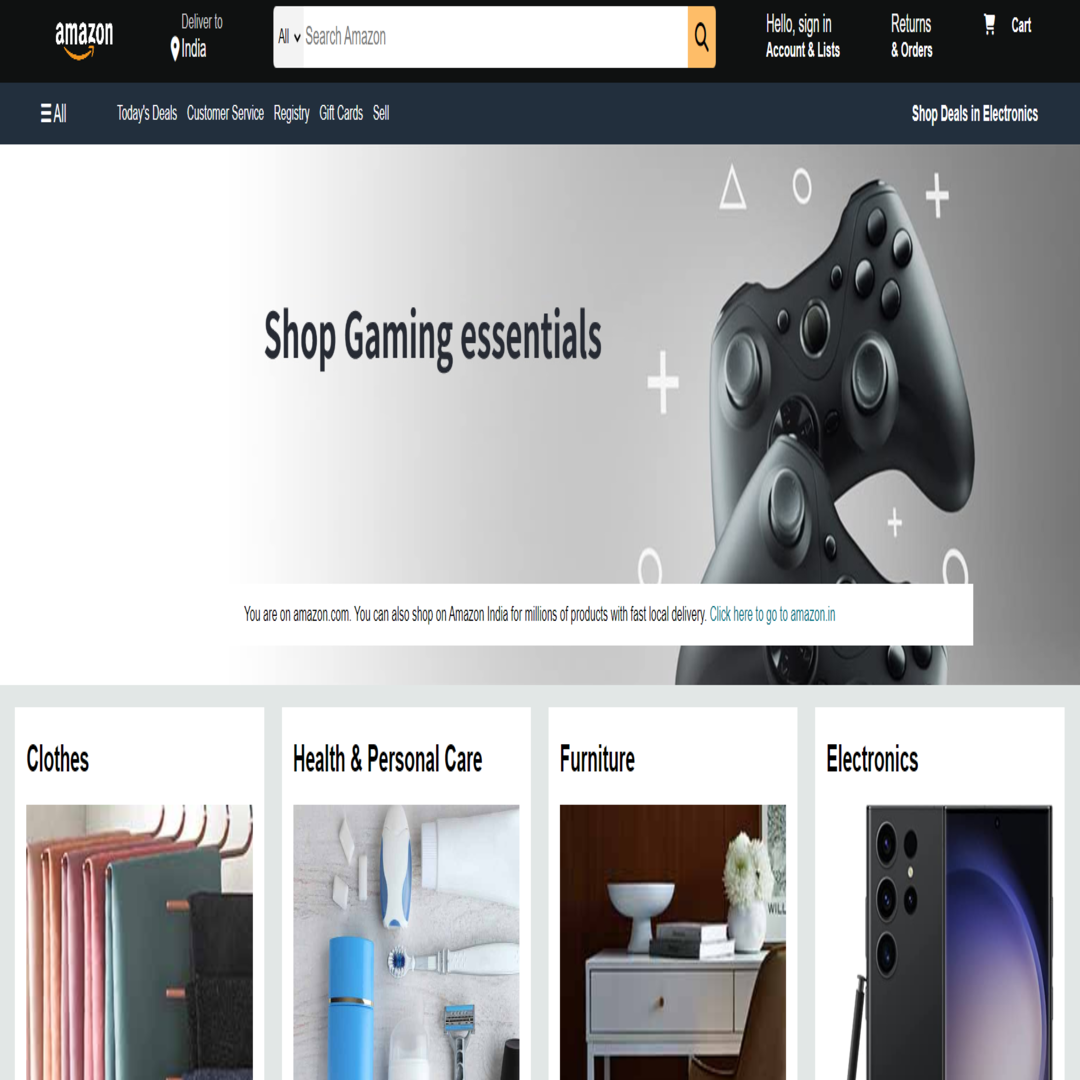 amazon
Deliver to
India
All
Search Amazon
Hello, sign in
Account & Lists
Returns
& Orders
Cart
All
Today's Deals Customer Service Registry Gift Cards Sell
Shop Deals in Electronics
Shop Gaming essentials
You are on amazon.com. You can also shop on Amazon India for millions of products with fast local delivery. Click here to go to amazon.in
Clothes
Health & Personal Care
Furniture
Electronics